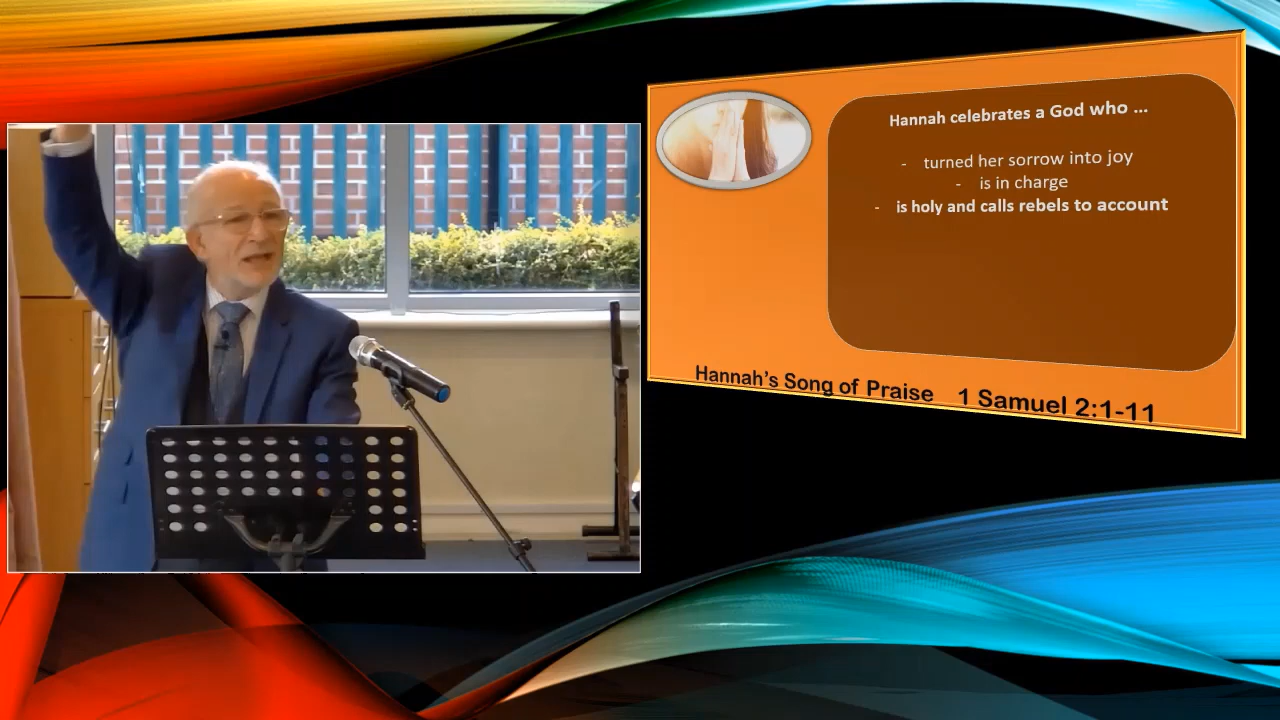 Hannah celebrates a God who ...
- turned her sorrow into joy
- is in charge
- is holy and calls rebels to account
Hannah's Song of Praise 1 Samuel 2:1-11